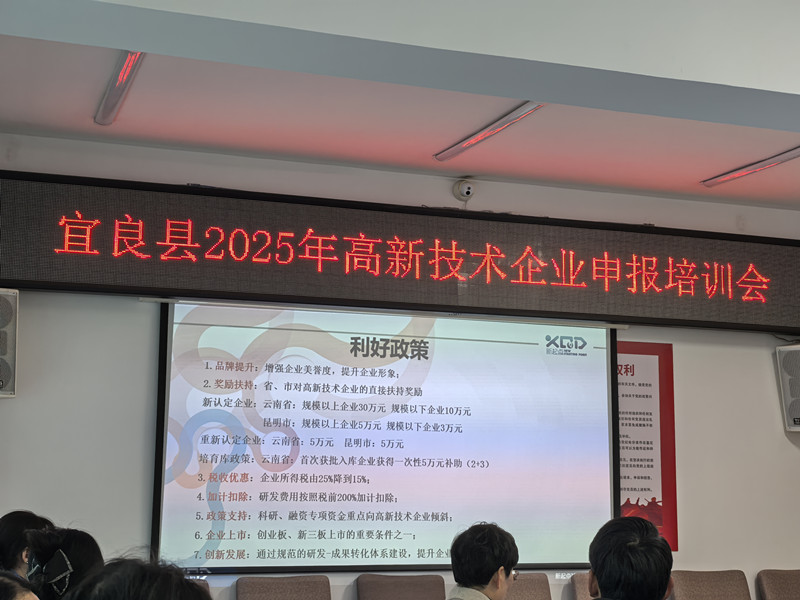 宜良县2025年高新技术企业申报培训会
利好政策
XQD
新起点
1.品牌提升：增强企业美誉度，提升企业形象；
2.奖励扶持：省、市对高新技术企业的直接扶持奖励
新认定企业：云南省：规模以上企业30万元 规模以下企业10万元
昆明市：规模以上企业5万元 规模以下企业3万元
重新认定企业：云南省：5万元 昆明市：5万元
培育库政策：云南省：首次获批入库企业获得一次性5万元补助（2+3）
3.税收优惠：企业所得税由25%降到15%；
4.加计扣除：研发费用按照税前200%加计扣除；
5.政策支持：科研、融资专项资金重点向高新技术企业倾斜；
6.企业上市：创业板、新三板上市的重要条件之一；
7.创新发展：通过规范的研发-成果转化体系建设，提升企
权利